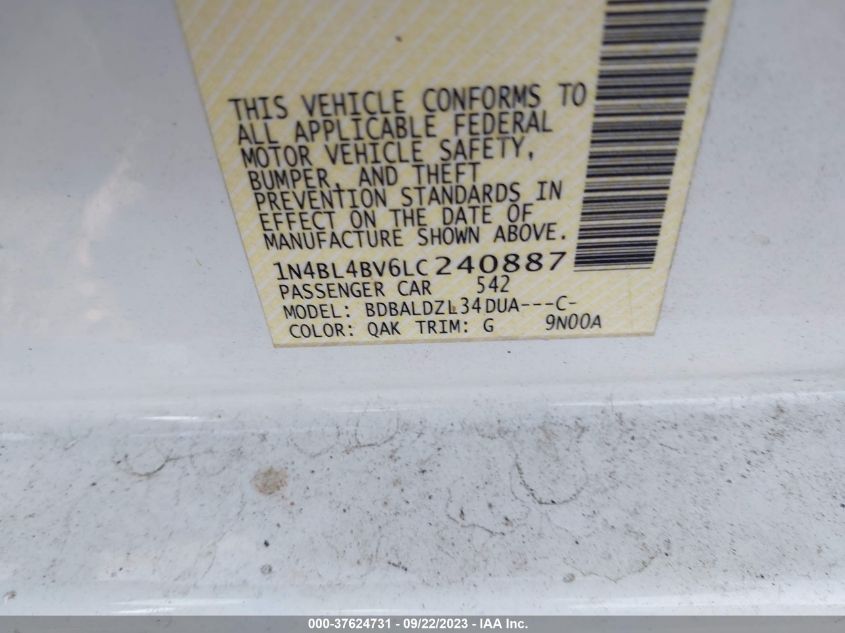 THIS VEHICLE CONFORMS TO
ALL APPLICABLE FEDERAL
MOTOR VEHICLE SAFETY,
BUMPER, AND THEFT
PREVENTION STANDARDS IN
EFFECT ON THE DATE OF
MANUFACTURE SHOWN ABOVE.
1N4BL4BV6LC240887
PASSENGER CAR 542
MODEL: BDBALDZL34DUA---C-
COLOR: QAK TRIM: G 9N00A
000-37624731 - 09/22/2023 - IAA Inc.